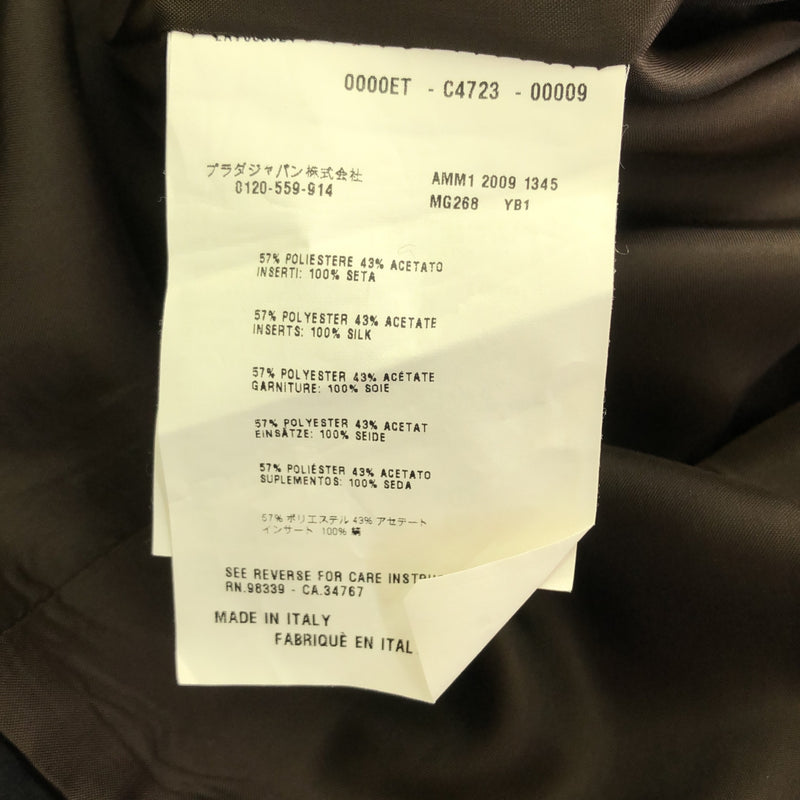 0000ET - C4723 - 00009
プラダジャパン株式会社
0120-559-914
AMM1 2009 1345
MG268 YB1
57% POLIESTERE 43% ACETATO
INSERTI: 100% SETA
57% POLYESTER 43% ACETATE
INSERTS: 100% SILK
57% POLYESTER 43% ACÉTATE
GARNITURE: 100% SOIE
57% POLYESTER 43% ACETAT
EINSÄTZE: 100% SEIDE
57% POLIÉSTER 43% ACETATO
SUPLEMENTOS: 100% SEDA
57% ポリエステル 43% アセテート
インサート 100% 絹
SEE REVERSE FOR CARE
RN.98339 - CA.34767
MADE IN ITALY
FABRIQUÈ EN ITAL